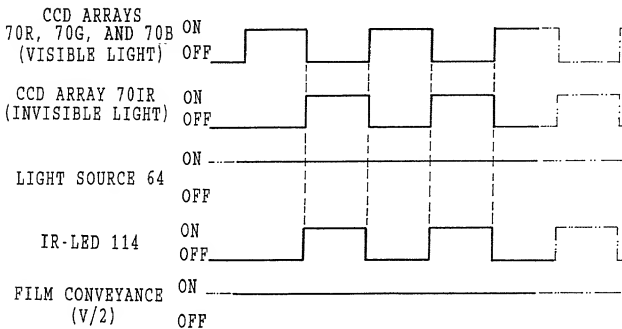 CCD ARRAYS
70R, 70G, AND 70B
(VISIBLE LIGHT)
ON
OFF
CCD ARRAY 70IR
(INVISIBLE LIGHT)
ON
OFF
LIGHT SOURCE 64
ON
OFF
IR-LED 114
ON
OFF
FILM CONVEYANCE
(V/2)
ON
OFF